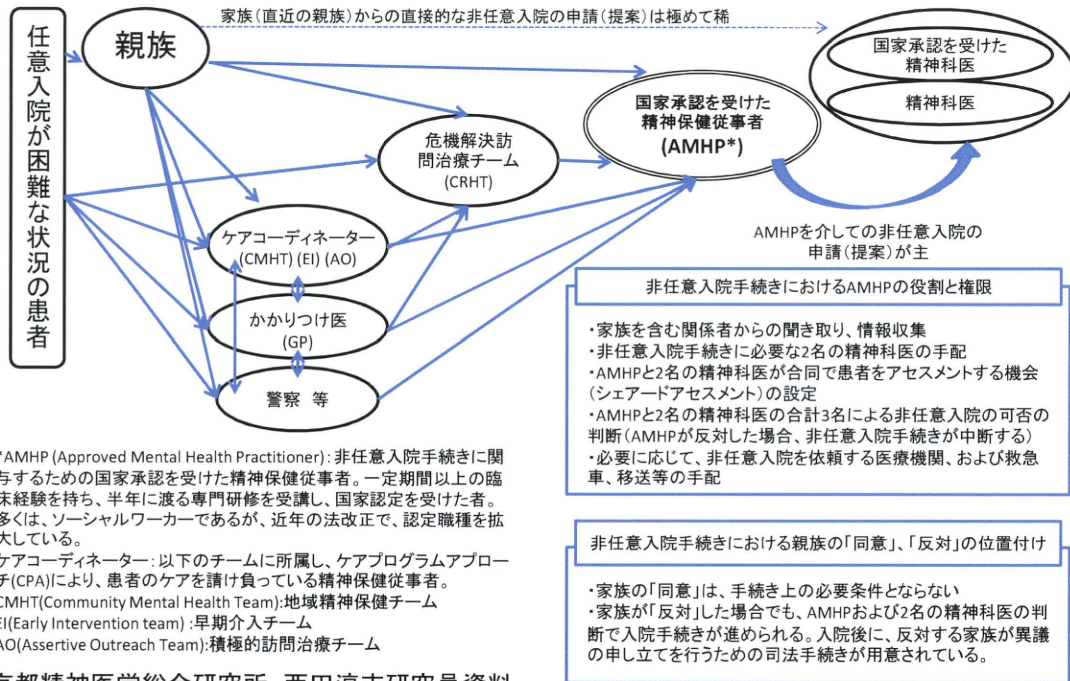 家族(直近の親族)からの直接的な非任意入院の申請(提案)は極めて稀
任意入院が困難な状況の患者
親族
国家承認を受けた
精神科医
精神科医
国家承認を受けた
精神保健従事者
(AMHP*)
危機解決訪
問治療チーム
(CRHT)
ケアコーディネーター
(CMHT) (EI) (AO)
かかりつけ医
(GP)
警察 等
AMHPを介しての非任意入院の
申請(提案)が主
非任意入院手続きにおけるAMHPの役割と権限
・家族を含む関係者からの聞き取り、情報収集
・非任意入院手続きに必要な2名の精神科医の手配
・AMHPと2名の精神科医が合同で患者をアセスメントする機会
(シェアードアセスメント)の設定
・AMHPと2名の精神科医の合計3名による非任意入院の可否の
判断(AMHPが反対した場合、非任意入院手続きが中断する)
・必要に応じて、非任意入院を依頼する医療機関、および救急
車、移送等の手配
*AMHP (Approved Mental Health Practitioner): 非任意入院手続きに関
与するための国家承認を受けた精神保健従事者。一定期間以上の臨
床経験を持ち、半年に渡る専門研修を受講し、国家認定を受けた者。
多くは、ソーシャルワーカーであるが、近年の法改正で、認定職種を拡
大している。
ケアコーディネーター: 以下のチームに所属し、ケアプログラムアプロー
チ(CPA)により、患者のケアを請け負っている精神保健従事者。
CMHT(Community Mental Health Team):地域精神保健チーム
EI(Early Intervention team) :早期介入チーム
AO(Assertive Outreach Team):積極的訪問治療チーム
非任意入院手続きにおける親族の「同意」、「反対」の位置付け
・家族の「同意」は、手続き上の必要条件とならない
・家族が「反対」した場合でも、AMHPおよび2名の精神科医の判
断で入院手続きが進められる。入院後に、反対する家族が異議
の申し立てを行うための司法手続きが用意されている。